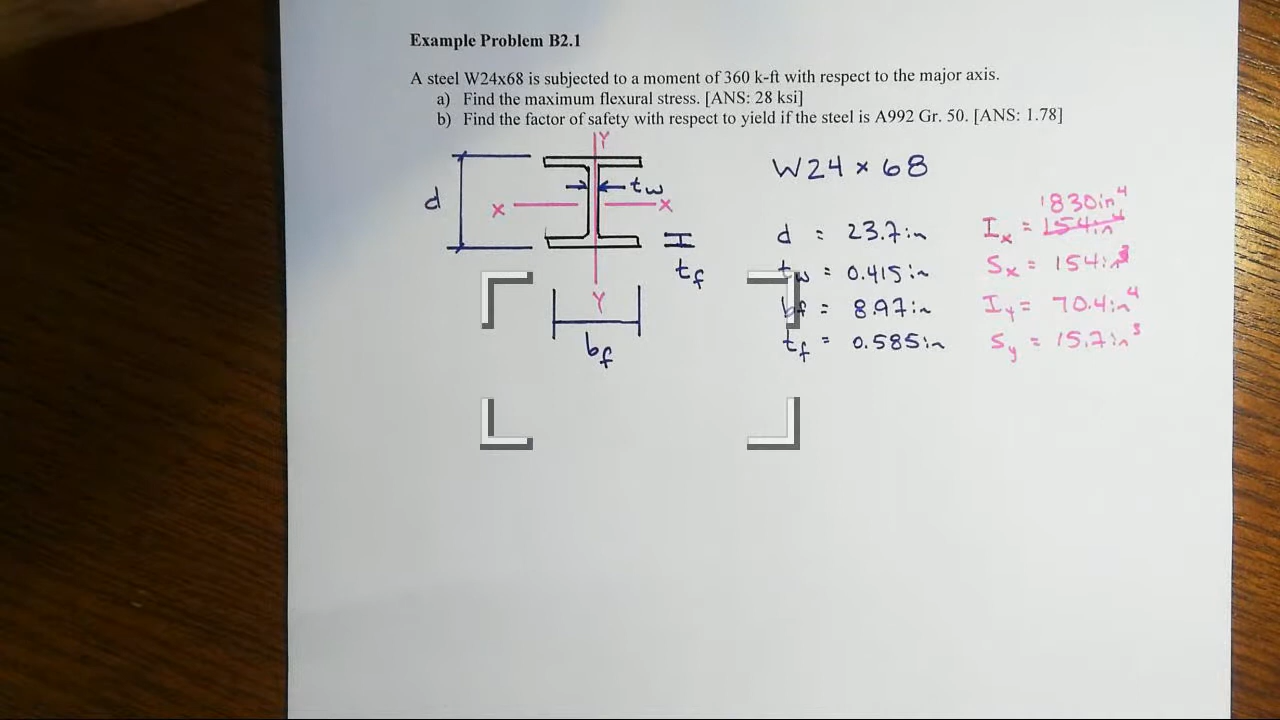 Example Problem B2.1
A steel W24x68 is subjected to a moment of 360 k-ft with respect to the major axis.
a) Find the maximum flexural stress. [ANS: 28 ksi]
b) Find the factor of safety with respect to yield if the steel is A992 Gr. 50. [ANS: 1.78]
Y
d
tw
x x
tf
Y
bf
W24 x 68
d = 23.7in
tw = 0.415in
bf = 8.97in
tf = 0.585in
1830in⁴
Ix = 154in⁴
Sx = 154in³
Iy = 70.4in⁴
Sy = 15.7in³